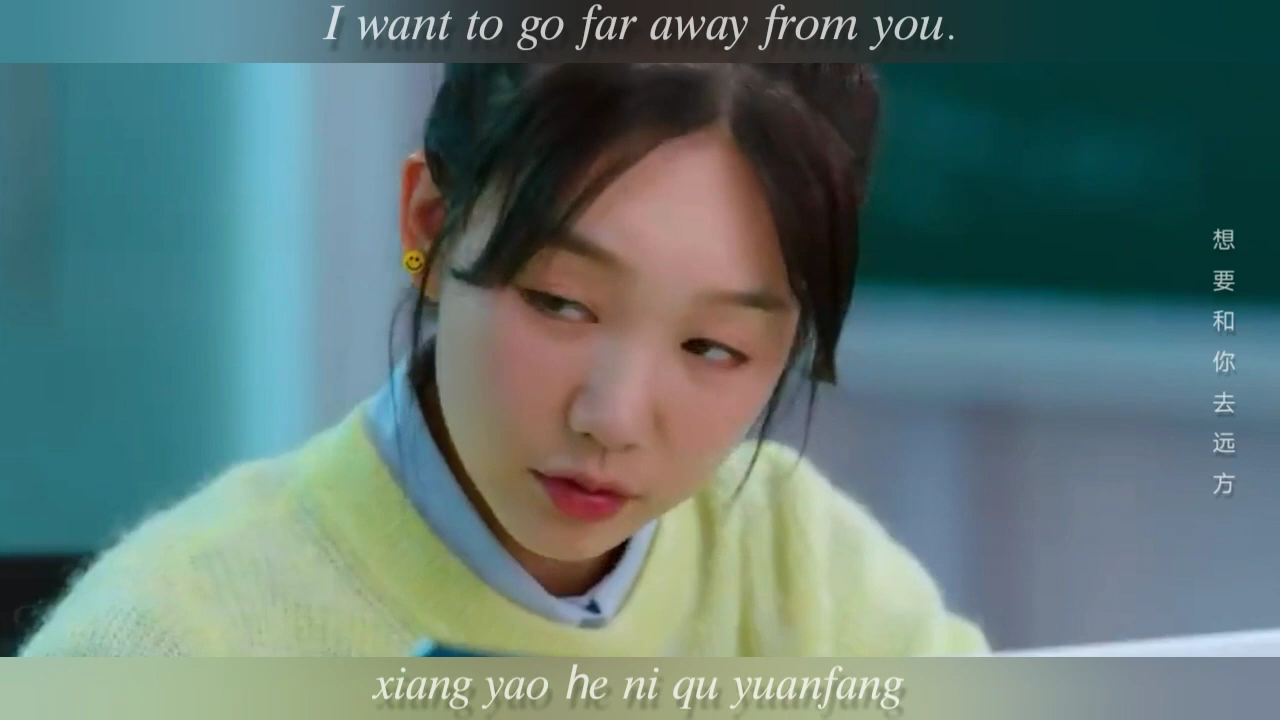 I want to go far away from you.
想要和你去远方
xiang yao he ni qu yuanfang